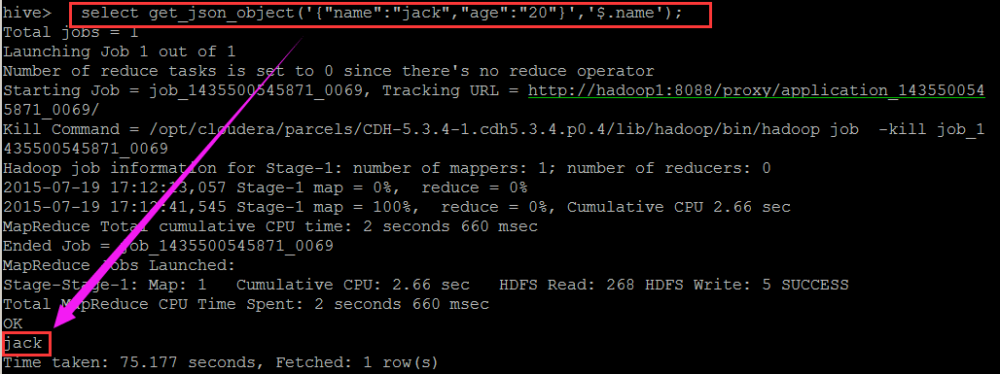 hive>   select get_json_object('{"name":"jack","age":"20"}','$.name');
Total jobs = 1
Launching Job 1 out of 1
Number of reduce tasks is set to 0 since there's no reduce operator
Starting Job = job_1435500545871_0069, Tracking URL = http://hadoop1:8088/proxy/application_143550054
5871_0069/
Kill Command = /opt/cloudera/parcels/CDH-5.3.4-1.cdh5.3.4.p0.4/lib/hadoop/bin/hadoop job  -kill job_1
435500545871_0069
Hadoop job information for Stage-1: number of mappers: 1; number of reducers: 0
2015-07-19 17:12:13,057 Stage-1 map = 0%,  reduce = 0%
2015-07-19 17:12:41,545 Stage-1 map = 100%,  reduce = 0%, Cumulative CPU 2.66 sec
MapReduce Total cumulative CPU time: 2 seconds 660 msec
Ended Job = job_1435500545871_0069
MapReduce Jobs Launched:
Stage-Stage-1: Map: 1   Cumulative CPU: 2.66 sec   HDFS Read: 268 HDFS Write: 5 SUCCESS
Total MapReduce CPU Time Spent: 2 seconds 660 msec
OK
jack
Time taken: 75.177 seconds, Fetched: 1 row(s)